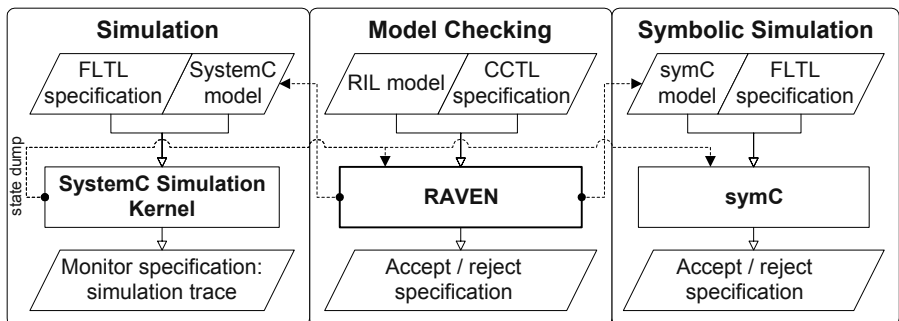 Simulation
FLTL
specification
SystemC
model
state dump
SystemC Simulation
Kernel
Monitor specification:
simulation trace
Model Checking
RIL model
CCTL
specification
RAVEN
Accept / reject
specification
Symbolic Simulation
symC
model
FLTL
specification
symC
Accept / reject
specification